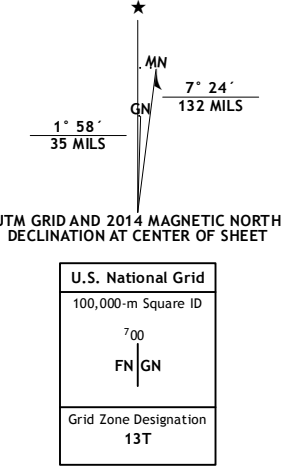 MN
7° 24´
132 MILS
GN
1° 58´
35 MILS
UTM GRID AND 2014 MAGNETIC NORTH
DECLINATION AT CENTER OF SHEET
U.S. National Grid
100,000-m Square ID
700
FN GN
Grid Zone Designation
13T